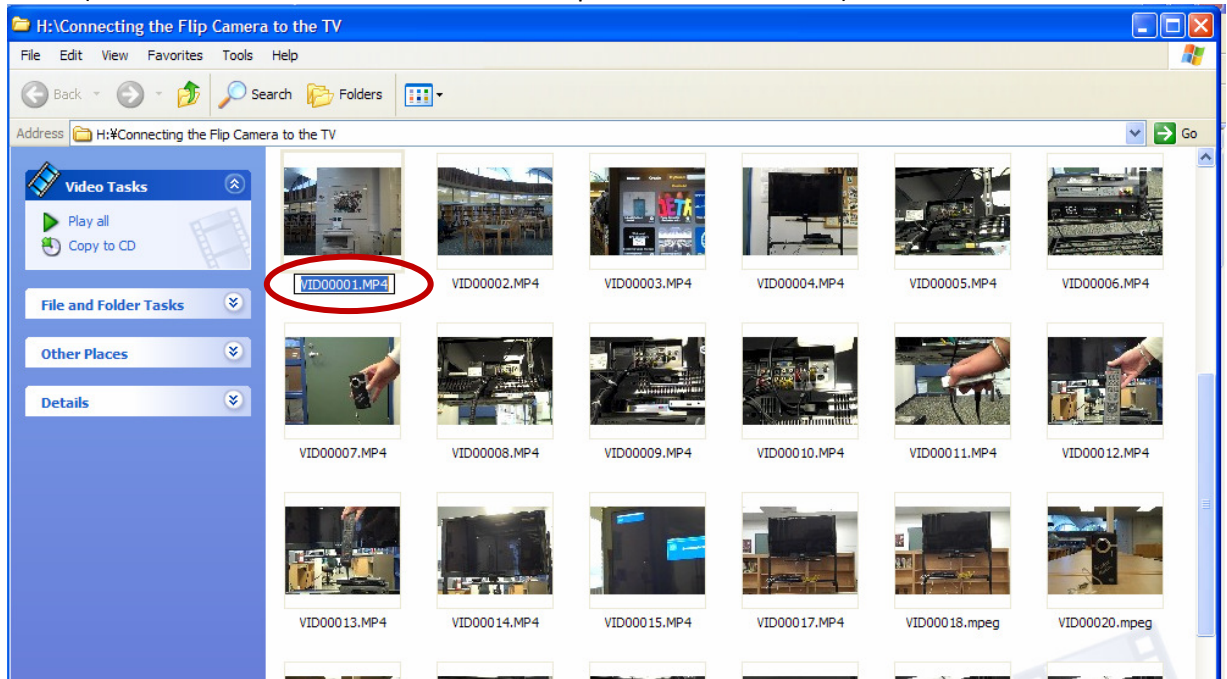 H:\Connecting the Flip Camera to the TV
File Edit View Favorites Tools Help
Back Search Folders
Address H:¥Connecting the Flip Camera to the TV Go
Video Tasks
Play all
Copy to CD
File and Folder Tasks
Other Places
Details
VID00001.MP4 VID00002.MP4 VID00003.MP4 VID00004.MP4 VID00005.MP4 VID00006.MP4
VID00007.MP4 VID00008.MP4 VID00009.MP4 VID00010.MP4 VID00011.MP4 VID00012.MP4
VID00013.MP4 VID00014.MP4 VID00015.MP4 VID00017.MP4 VID00018.mpeg VID00020.mpeg